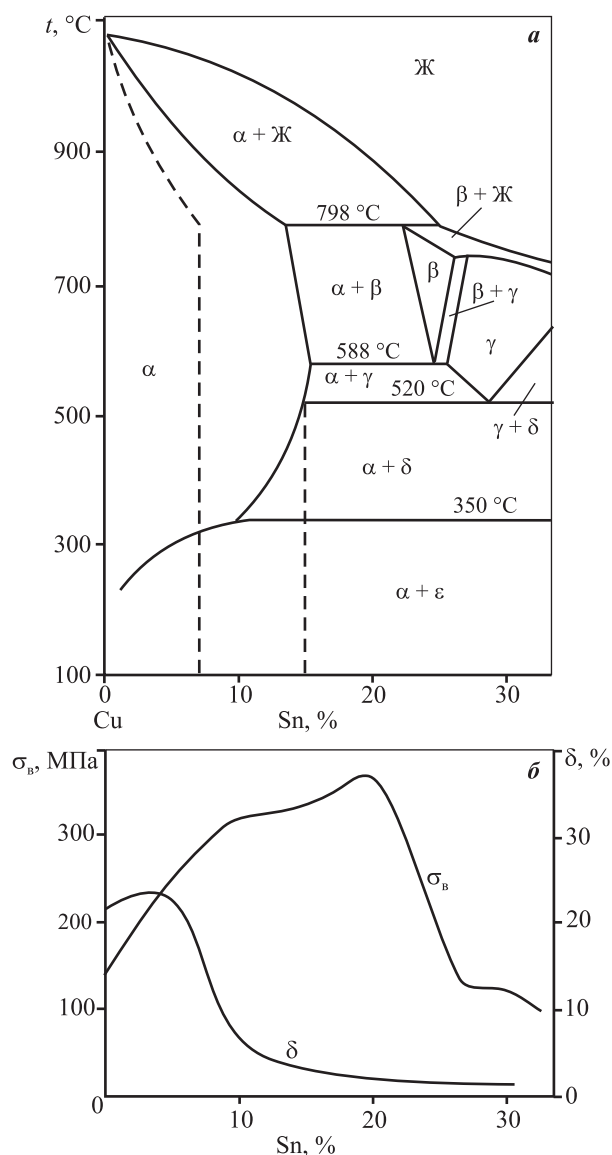 t, °C
а
Ж
α + Ж
900
β + Ж
798 °C
700
α + β
β
β + γ
γ
588 °C
α + γ
520 °C
α
500
γ + δ
α + δ
350 °C
300
α + ε
100
0 10 20 30
Cu Sn, %
σв, МПа
б
δ, %
300
30
σв
200
20
100
10
δ
0
0
10 20 30
Sn, %